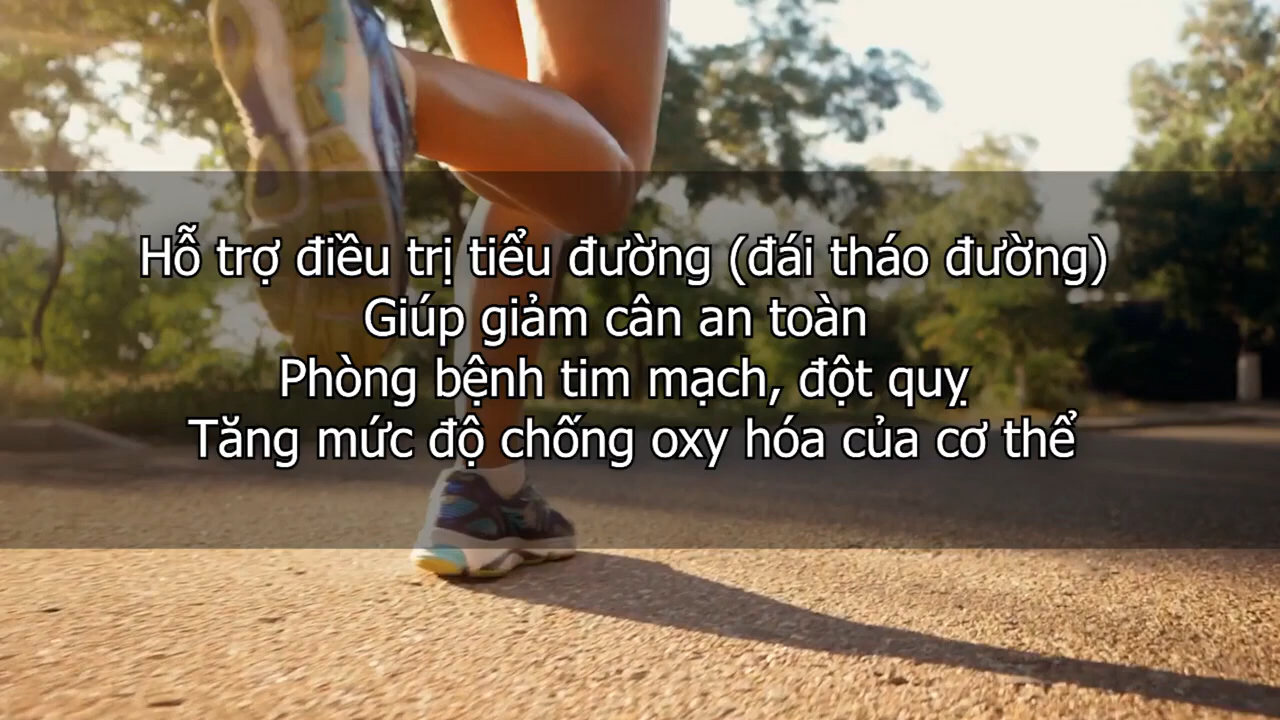 Hỗ trợ điều trị tiểu đường (đái tháo đường)
Giúp giảm cân an toàn
Phòng bệnh tim mạch, đột quỵ
Tăng mức độ chống oxy hóa của cơ thể